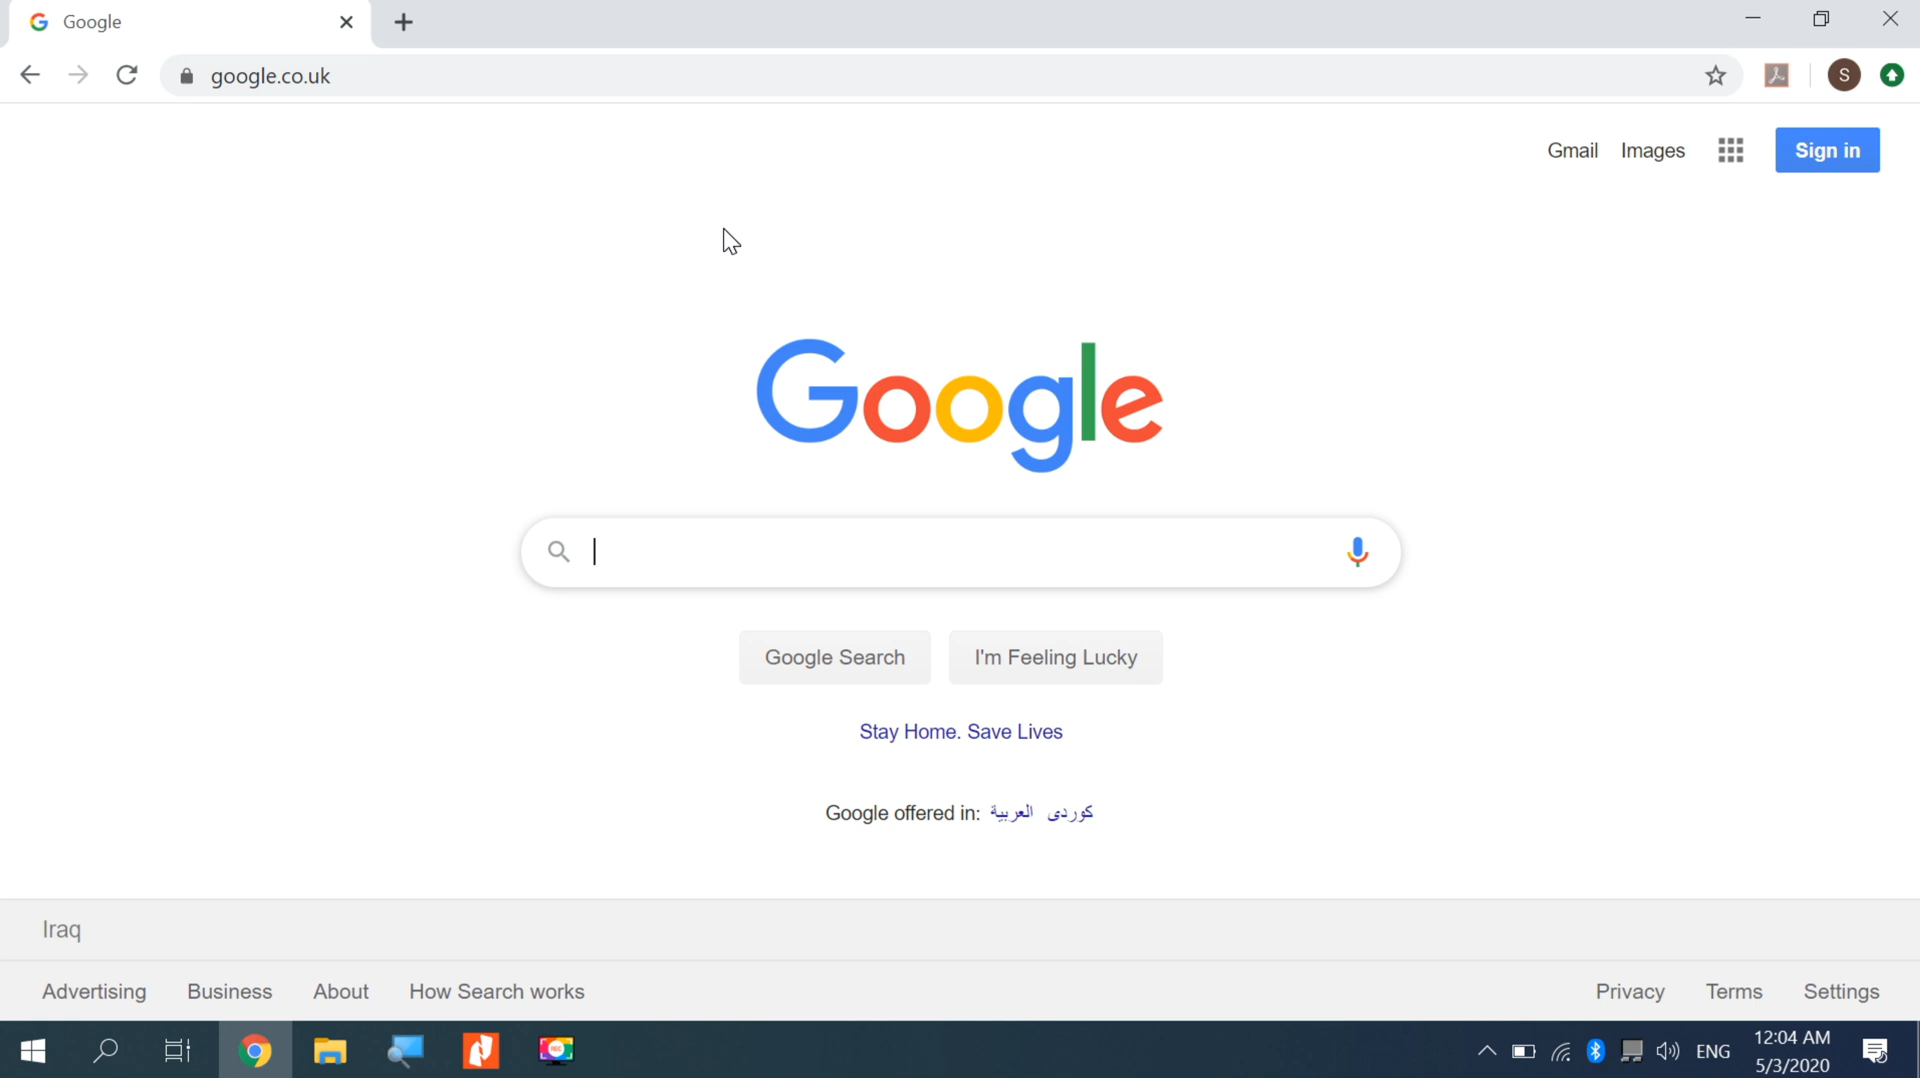 Google
google.co.uk
S
Gmail Images Sign in
Google
Google Search I'm Feeling Lucky
Stay Home. Save Lives
Google offered in: العربية كوردی
Iraq
Advertising Business About How Search works Privacy Terms Settings
REC
ENG 12:04 AM
5/3/2020